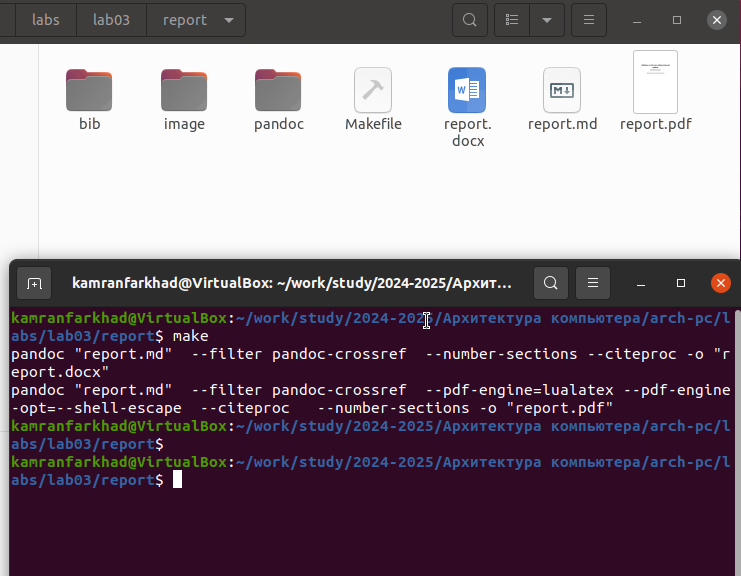 labs lab03 report
bib image pandoc Makefile report. report.md report.pdf
docx
kamranfarkhad@VirtualBox: ~/work/study/2024-2025/Архит...
kamranfarkhad@VirtualBox:~/work/study/2024-2025/Архитектура компьютера/arch-pc/l
abs/lab03/report$ make
pandoc "report.md"  --filter pandoc-crossref  --number-sections --citeproc -o "r
eport.docx"
pandoc "report.md"  --filter pandoc-crossref  --pdf-engine=lualatex --pdf-engine
-opt=--shell-escape  --citeproc   --number-sections -o "report.pdf"
kamranfarkhad@VirtualBox:~/work/study/2024-2025/Архитектура компьютера/arch-pc/l
abs/lab03/report$
kamranfarkhad@VirtualBox:~/work/study/2024-2025/Архитектура компьютера/arch-pc/l
abs/lab03/report$